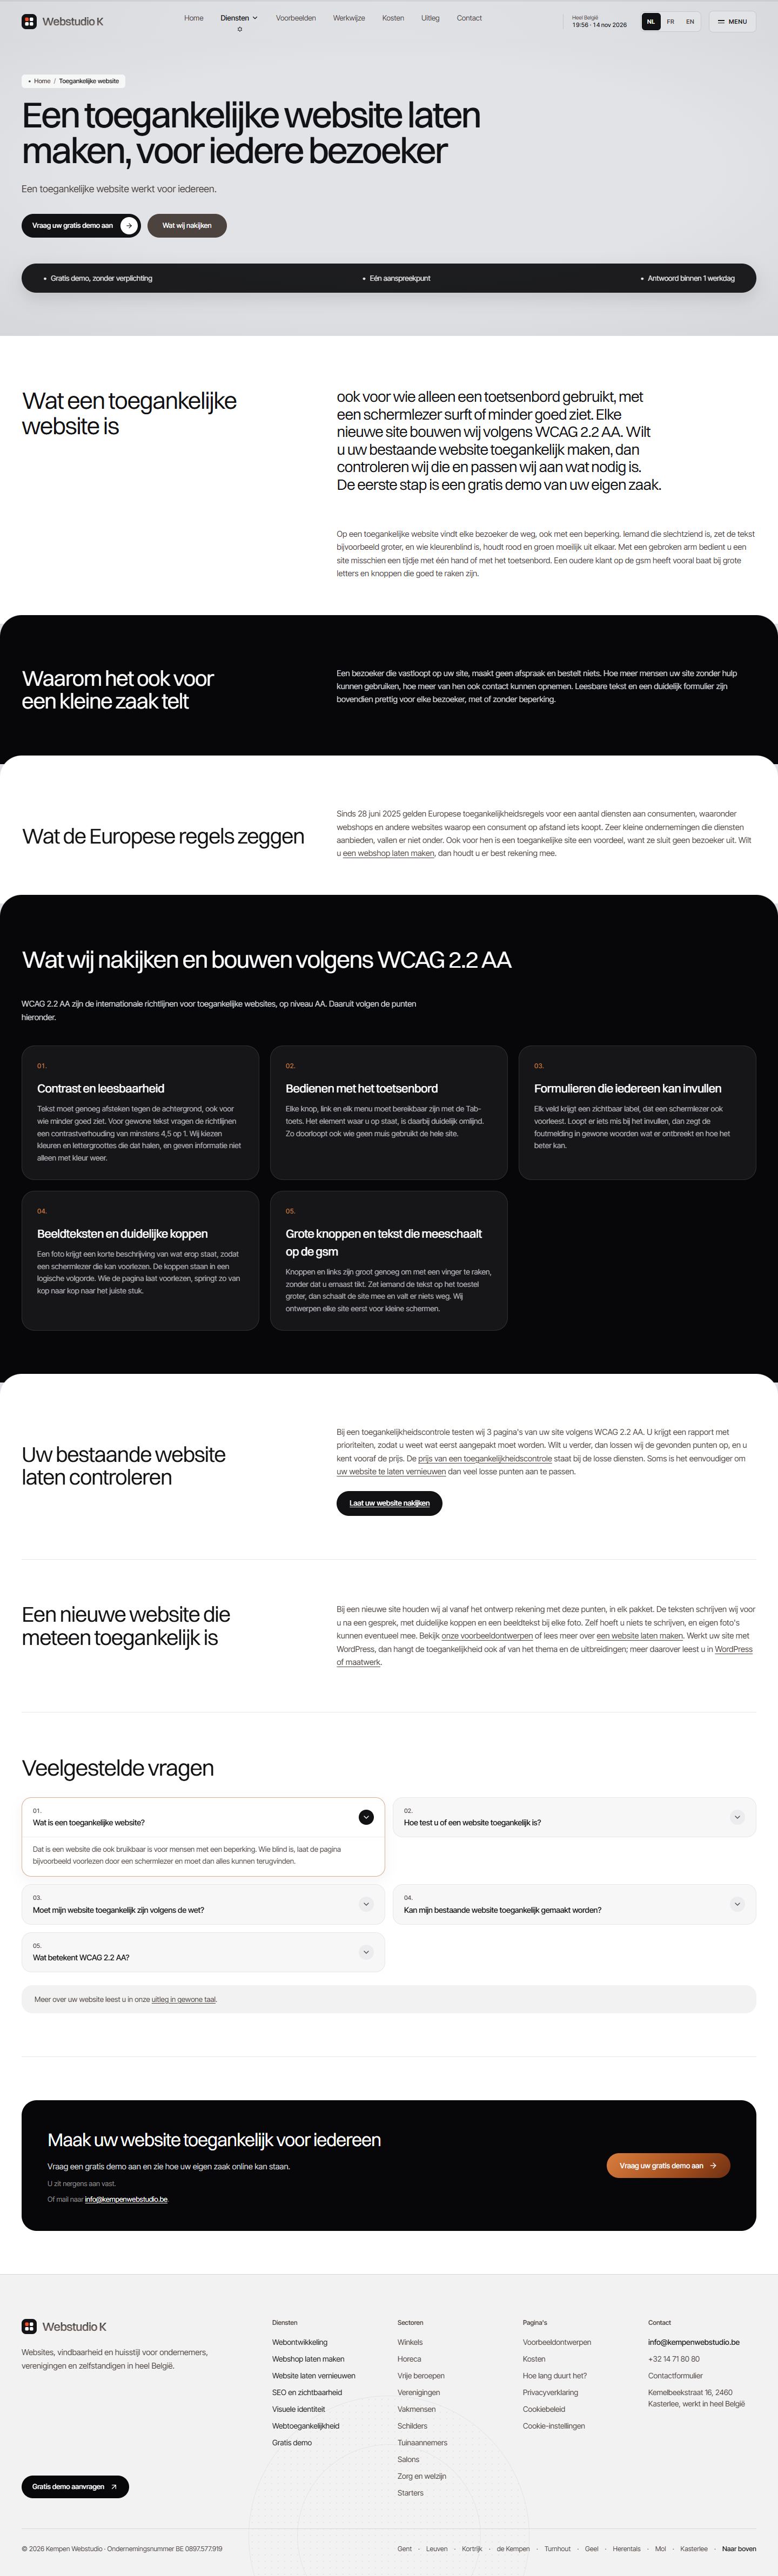 Webstudio K
Home
Diensten
Voorbeelden
Werkwijze
Kosten
Uitleg
Contact
Heel België
19:56 · 14 nov 2026
NL
FR
EN
MENU
Home / Toegankelijke website
Een toegankelijke website laten
maken, voor iedere bezoeker
Een toegankelijke website werkt voor iedereen.
Vraag uw gratis demo aan
Wat wij nakijken
Gratis demo, zonder verplichting
Eén aanspreekpunt
Antwoord binnen 1 werkdag
Wat een toegankelijke
website is
ook voor wie alleen een toetsenbord gebruikt, met
een schermlezer surft of minder goed ziet. Elke
nieuwe site bouwen wij volgens WCAG 2.2 AA. Wilt
u uw bestaande website toegankelijk maken, dan
controleren wij die en passen wij aan wat nodig is.
De eerste stap is een gratis demo van uw eigen zaak.
Op een toegankelijke website vindt elke bezoeker de weg, ook met een beperking. Iemand die slechtziend is, zet de tekst
bijvoorbeeld groter, en wie kleurenblind is, houdt rood en groen moeilijk uit elkaar. Met een gebroken arm bedient u een
site misschien een tijdje met één hand of met het toetsenbord. Een oudere klant op de gsm heeft vooral baat bij grote
letters en knoppen die goed te raken zijn.
Waarom het ook voor
een kleine zaak telt
Een bezoeker die vastloopt op uw site, maakt geen afspraak en bestelt niets. Hoe meer mensen uw site zonder hulp
kunnen gebruiken, hoe meer van hen ook contact kunnen opnemen. Leesbare tekst en een duidelijk formulier zijn
bovendien prettig voor elke bezoeker, met of zonder beperking.
Wat de Europese regels zeggen
Sinds 28 juni 2025 gelden Europese toegankelijkheidsregels voor een aantal diensten aan consumenten, waaronder
webshops en andere websites waarop een consument op afstand iets koopt. Zeer kleine ondernemingen die diensten
aanbieden, vallen er niet onder. Ook voor hen is een toegankelijke site een voordeel, want ze sluit geen bezoeker uit. Wilt
u een webshop laten maken, dan houdt u er best rekening mee.
Wat wij nakijken en bouwen volgens WCAG 2.2 AA
WCAG 2.2 AA zijn de internationale richtlijnen voor toegankelijke websites, op niveau AA. Daaruit volgen de punten
hieronder.
01.
Contrast en leesbaarheid
Tekst moet genoeg afsteken tegen de achtergrond, ook voor
wie minder goed ziet. Voor gewone tekst vragen de richtlijnen
een contrastverhouding van minstens 4,5 op 1. Wij kiezen
kleuren en lettergroottes die dat halen, en geven informatie niet
alleen met kleur weer.
02.
Bedienen met het toetsenbord
Elke knop, link en elk menu moet bereikbaar zijn met de Tab-
toets. Het element waar u op staat, is daarbij duidelijk omlijnd.
Zo doorloopt ook wie geen muis gebruikt de hele site.
03.
Formulieren die iedereen kan invullen
Elk veld krijgt een zichtbaar label, dat een schermlezer ook
voorleest. Loopt er iets mis bij het invullen, dan zegt de
foutmelding in gewone woorden wat er ontbreekt en hoe het
beter kan.
04.
Beeldteksten en duidelijke koppen
Een foto krijgt een korte beschrijving van wat erop staat, zodat
een schermlezer die kan voorlezen. De koppen staan in een
logische volgorde. Wie de pagina laat voorlezen, springt zo van
kop naar kop naar het juiste stuk.
05.
Grote knoppen en tekst die meeschaalt
op de gsm
Knoppen en links zijn groot genoeg om met een vinger te raken,
zonder dat u ernaast tikt. Zet iemand de tekst op het toestel
groter, dan schaalt de site mee en valt er niets weg. Wij
ontwerpen elke site eerst voor kleine schermen.
Uw bestaande website
laten controleren
Bij een toegankelijkheidscontrole testen wij 3 pagina's van uw site volgens WCAG 2.2 AA. U krijgt een rapport met
prioriteiten, zodat u weet wat eerst aangepakt moet worden. Wilt u verder, dan lossen wij de gevonden punten op, en u
kent vooraf de prijs. De prijs van een toegankelijkheidscontrole staat bij de losse diensten. Soms is het eenvoudiger om
uw website te laten vernieuwen dan veel losse punten aan te passen.
Laat uw website nakijken
Een nieuwe website die
meteen toegankelijk is
Bij een nieuwe site houden wij al vanaf het ontwerp rekening met deze punten, in elk pakket. De teksten schrijven wij voor
u na een gesprek, met duidelijke koppen en een beeldtekst bij elke foto. Zelf hoeft u niets te schrijven, en eigen foto's
kunnen eventueel mee. Bekijk onze voorbeeldontwerpen of lees meer over een website laten maken. Werkt uw site met
WordPress, dan hangt de toegankelijkheid ook af van het thema en de uitbreidingen; meer daarover leest u in WordPress
of maatwerk.
Veelgestelde vragen
01.
Wat is een toegankelijke website?
Dat is een website die ook bruikbaar is voor mensen met een beperking. Wie blind is, laat de pagina
bijvoorbeeld voorlezen door een schermlezer en moet dan alles kunnen terugvinden.
02.
Hoe test u of een website toegankelijk is?
03.
Moet mijn website toegankelijk zijn volgens de wet?
04.
Kan mijn bestaande website toegankelijk gemaakt worden?
05.
Wat betekent WCAG 2.2 AA?
Meer over uw website leest u in onze uitleg in gewone taal.
Maak uw website toegankelijk voor iedereen
Vraag een gratis demo aan en zie hoe uw eigen zaak online kan staan.
U zit nergens aan vast.
Of mail naar info@kempenwebstudio.be.
Vraag uw gratis demo aan
Webstudio K
Websites, vindbaarheid en huisstijl voor ondernemers,
verenigingen en zelfstandigen in heel België.
Gratis demo aanvragen
Diensten
Webontwikkeling
Webshop laten maken
Website laten vernieuwen
SEO en zichtbaarheid
Visuele identiteit
Webtoegankelijkheid
Gratis demo
Sectoren
Winkels
Horeca
Vrije beroepen
Verenigingen
Vakmensen
Schilders
Tuinaannemers
Salons
Zorg en welzijn
Starters
Pagina's
Voorbeeldontwerpen
Kosten
Hoe lang duurt het?
Privacyverklaring
Cookiebeleid
Cookie-instellingen
Contact
info@kempenwebstudio.be
+32 14 71 80 80
Contactformulier
Kemelbeekstraat 16, 2460
Kasterlee, werkt in heel België
© 2026 Kempen Webstudio · Ondernemingsnummer BE 0897.577.919
Gent · Leuven · Kortrijk · de Kempen · Turnhout · Geel · Herentals · Mol · Kasterlee · Naar boven